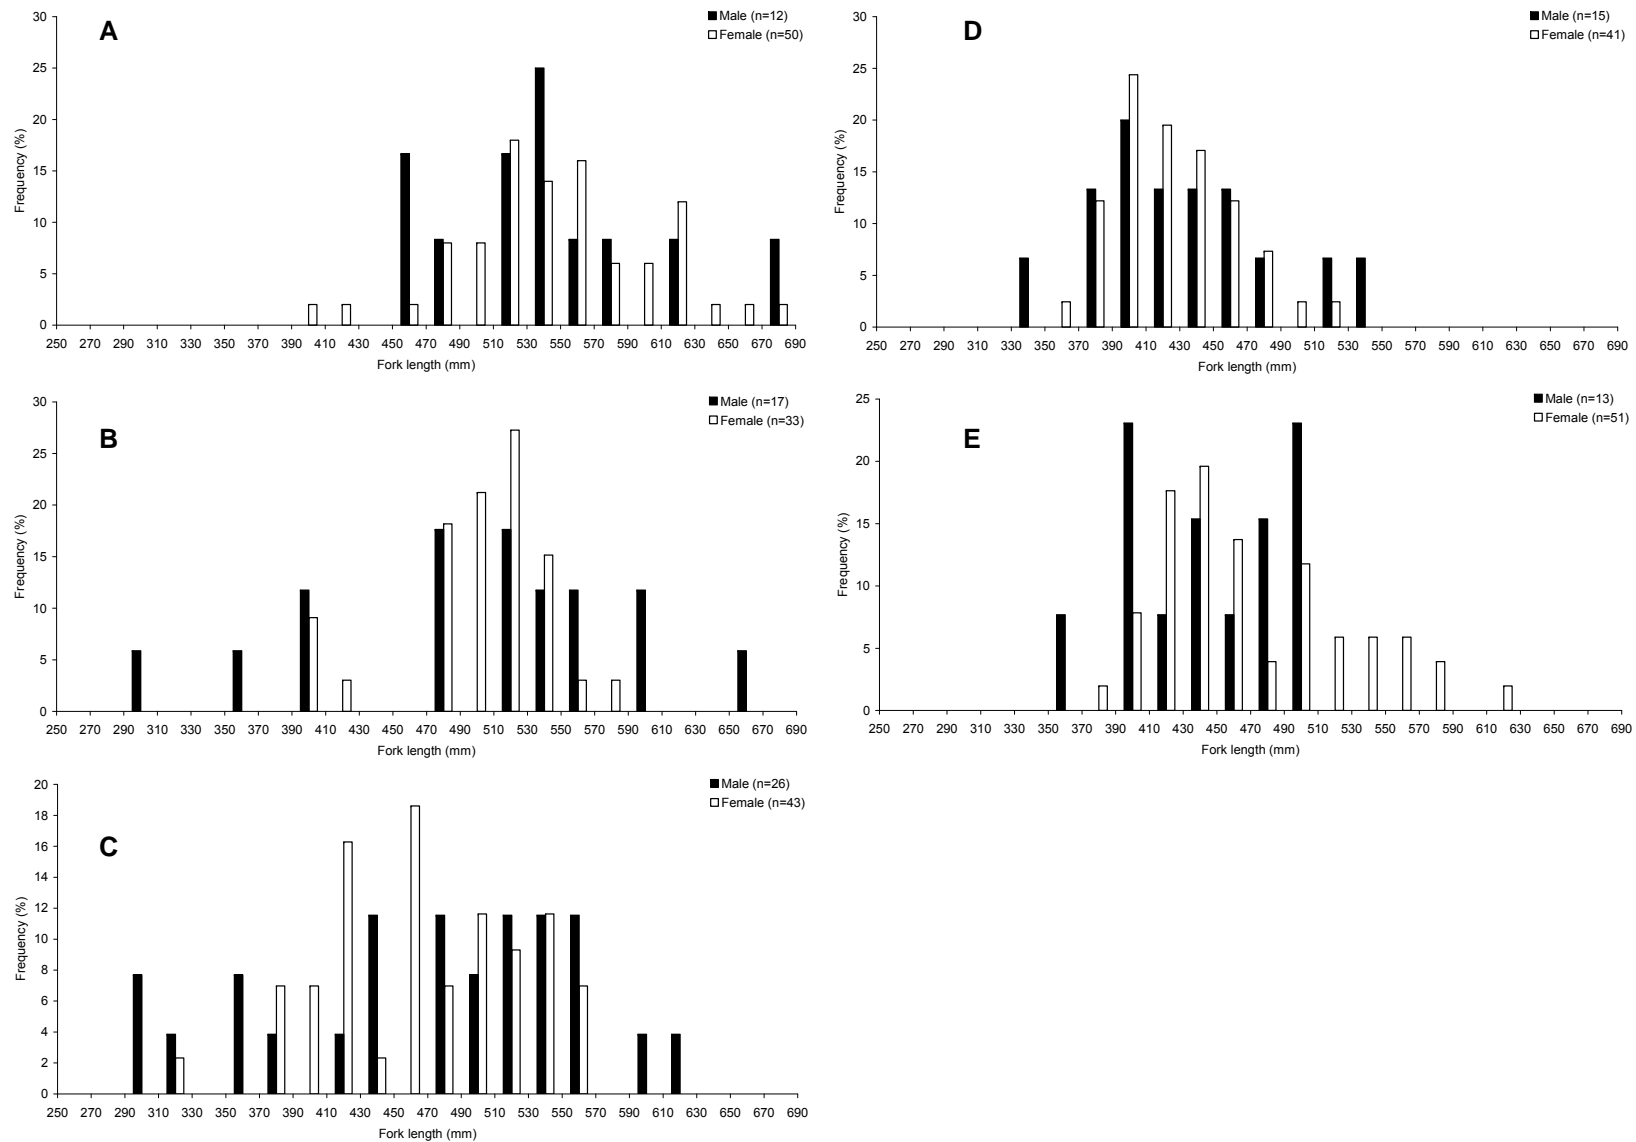 A
Male (n=12)
Female (n=50)
Frequency (%)
30
25
20
15
10
5
0
250 270 290 310 330 350 370 390 410 430 450 470 490 510 530 550 570 590 610 630 650 670 690
Fork length (mm)
B
Male (n=17)
Female (n=33)
Frequency (%)
30
25
20
15
10
5
0
250 270 290 310 330 350 370 390 410 430 450 470 490 510 530 550 570 590 610 630 650 670 690
Fork length (mm)
C
Male (n=26)
Female (n=43)
Frequency (%)
20
18
16
14
12
10
8
6
4
2
0
250 270 290 310 330 350 370 390 410 430 450 470 490 510 530 550 570 590 610 630 650 670 690
Fork length (mm)
D
Male (n=15)
Female (n=41)
Frequency (%)
30
25
20
15
10
5
0
250 270 290 310 330 350 370 390 410 430 450 470 490 510 530 550 570 590 610 630 650 670 690
Fork length (mm)
E
Male (n=13)
Female (n=51)
Frequency (%)
25
20
15
10
5
0
250 270 290 310 330 350 370 390 410 430 450 470 490 510 530 550 570 590 610 630 650 670 690
Fork length (mm)